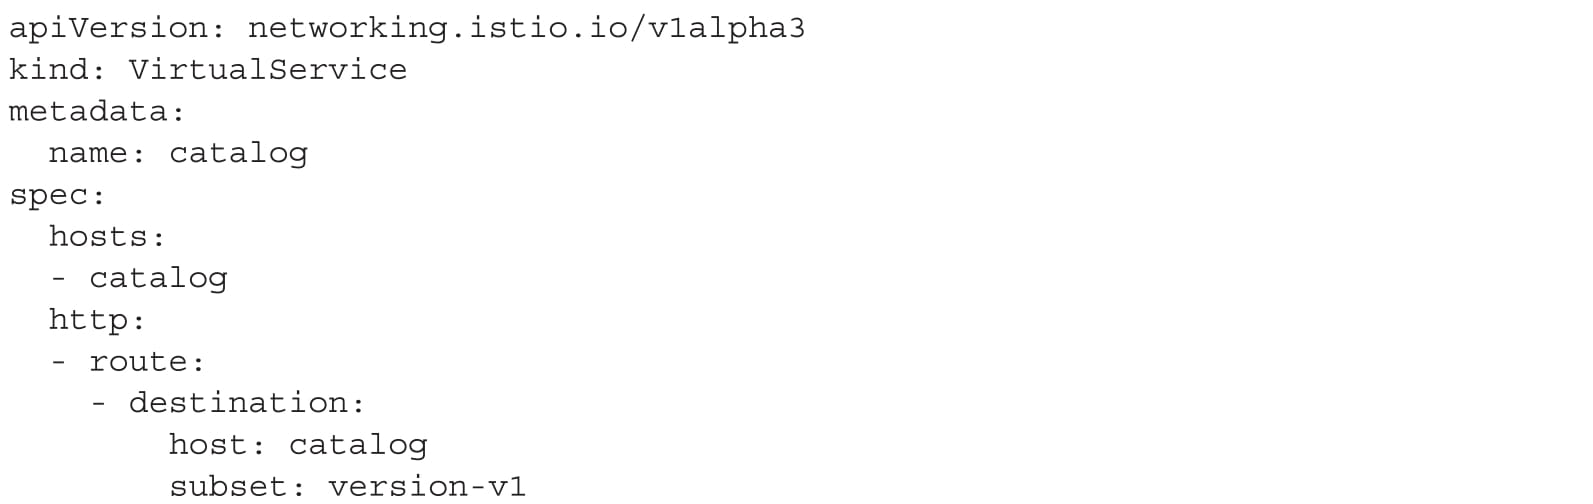 apiVersion: networking.istio.io/v1alpha3
kind: VirtualService
metadata:
  name: catalog
spec:
  hosts:
  - catalog
  http:
  - route:
    - destination:
        host: catalog
        subset: version-v1